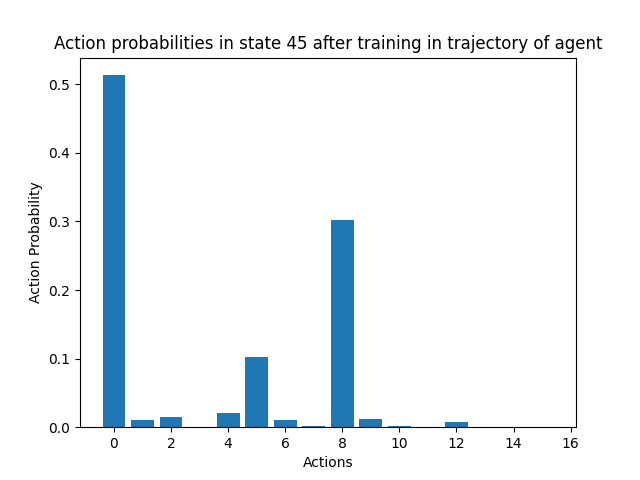 Action probabilities in state 45 after training in trajectory of agent
0.5
0.4
0.3
0.2
0.1
0.0
Action Probability
0 2 4 6 8 10 12 14 16
Actions